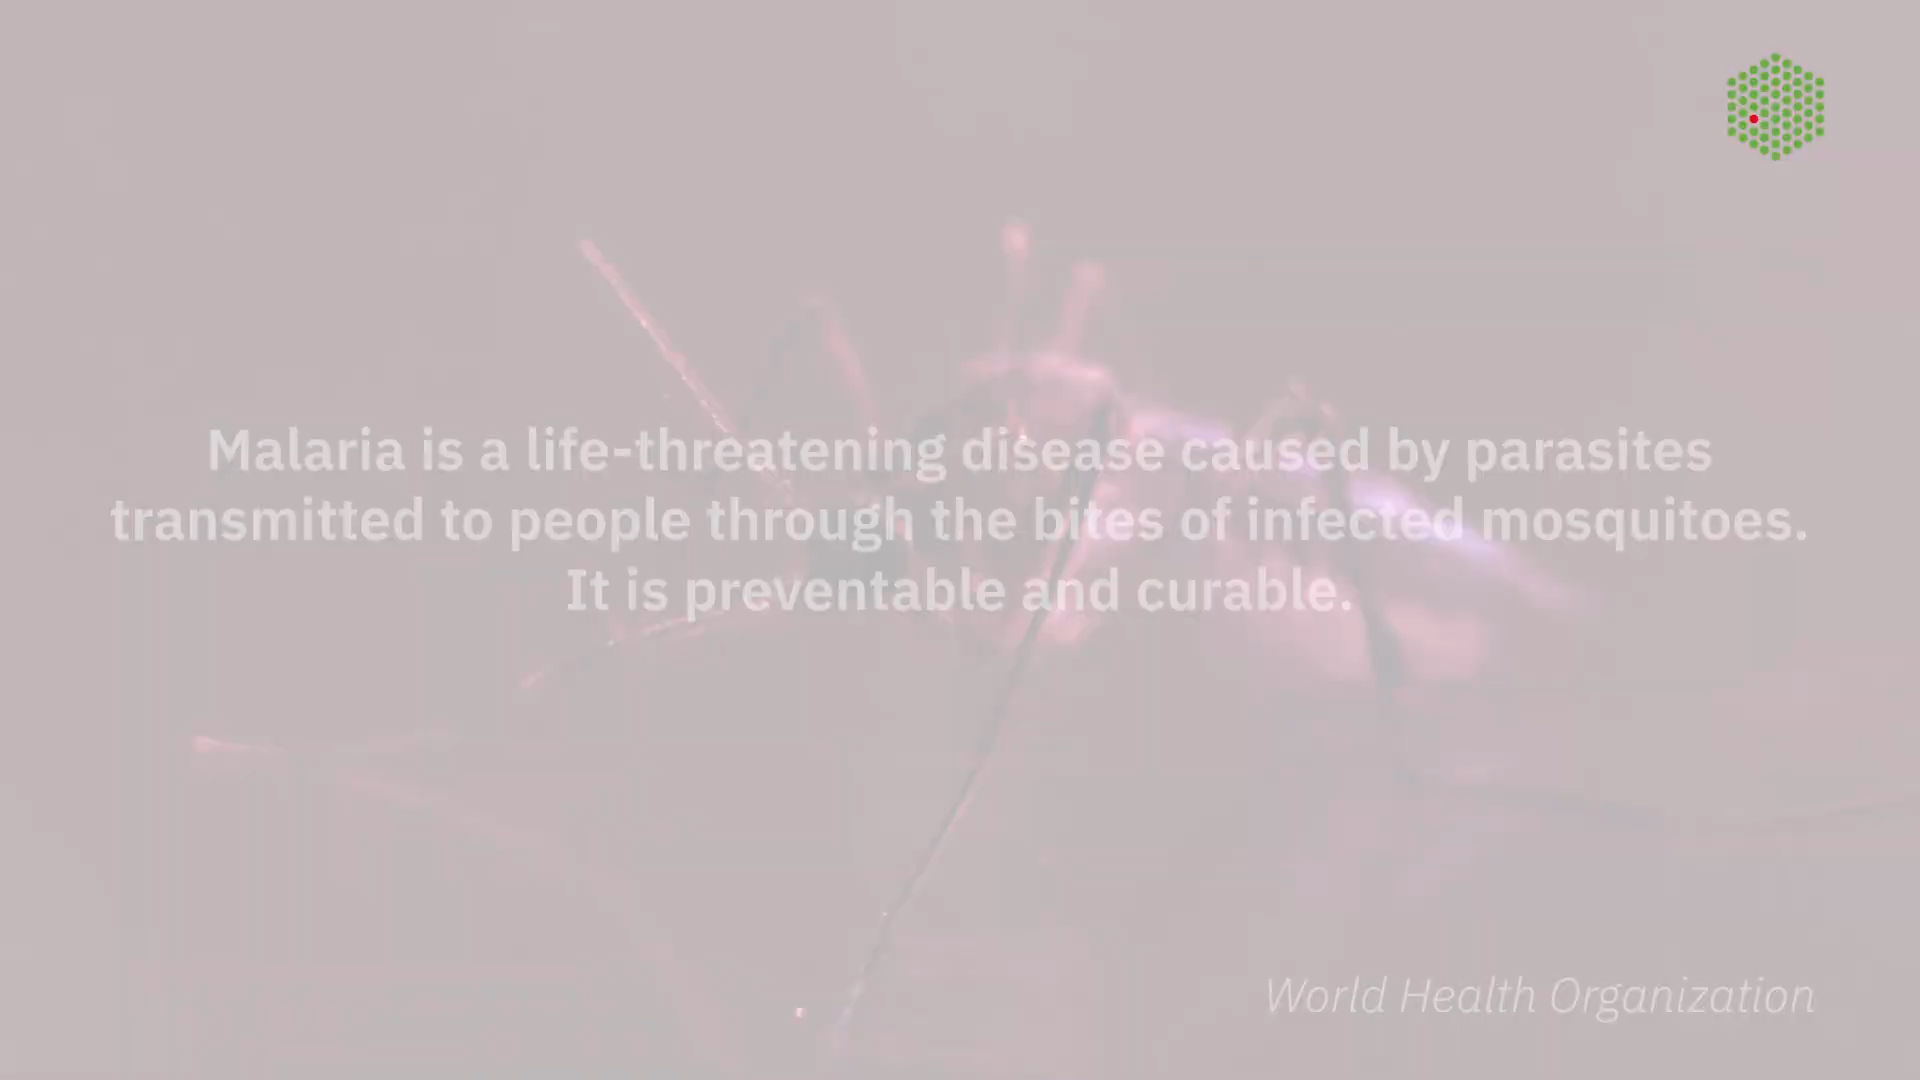 Malaria is a life-threatening disease caused by parasites
transmitted to people through the bites of infected mosquitoes.
It is preventable and curable.
World Health Organization